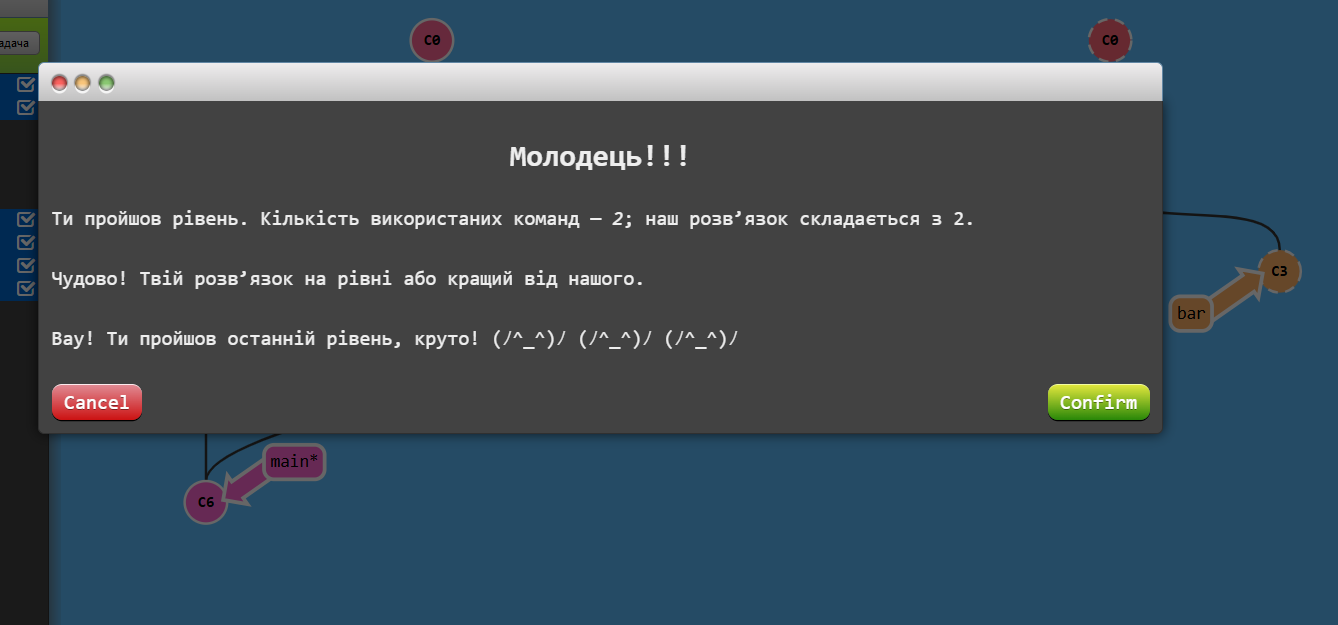 C0
C0
адача
Молодець!!!
Ти пройшов рівень. Кількість використаних команд — 2; наш розв’язок складається з 2.
C3
Чудово! Твій розв’язок на рівні або кращий від нашого.
bar
Вау! Ти пройшов останній рівень, круто! (/^_^)/ (/^_^)/ (/^_^)/
Cancel
Confirm
main*
C6